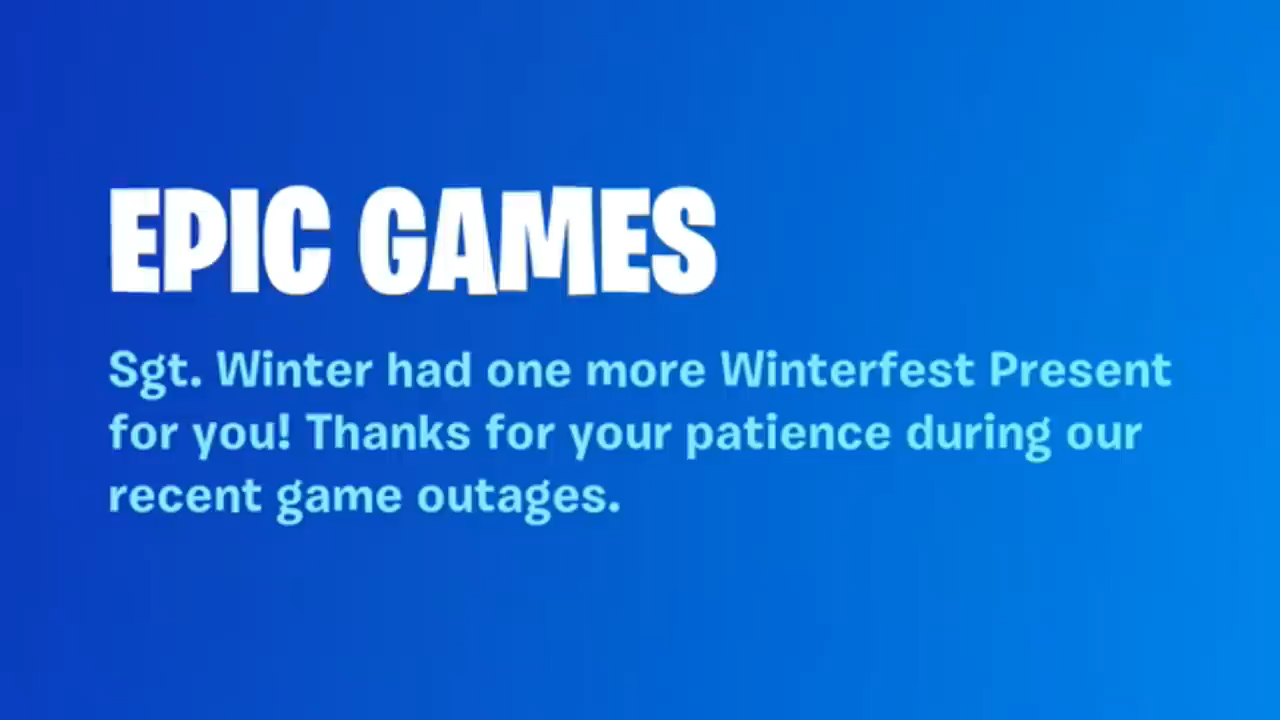 EPIC GAMES
Sgt. Winter had one more Winterfest Present
for you! Thanks for your patience during our
recent game outages.